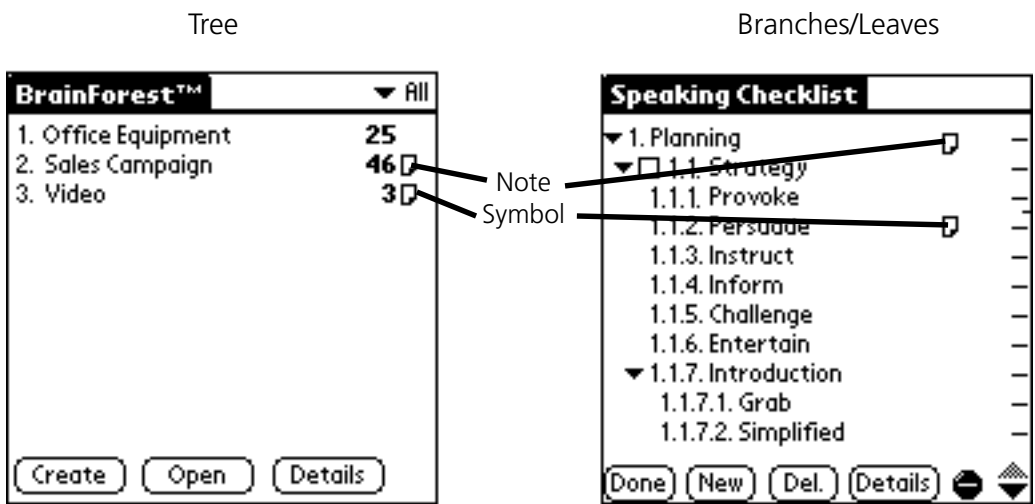 Tree
Branches/Leaves
BrainForest™ All
1. Office Equipment 25
2. Sales Campaign 46
3. Video 3
Create Open Details
Note
Symbol
Speaking Checklist
1. Planning –
1.1. Strategy –
1.1.1. Provoke –
1.1.2. Persuade –
1.1.3. Instruct –
1.1.4. Inform –
1.1.5. Challenge –
1.1.6. Entertain –
1.1.7. Introduction –
1.1.7.1. Grab –
1.1.7.2. Simplified –
Done New Del. Details